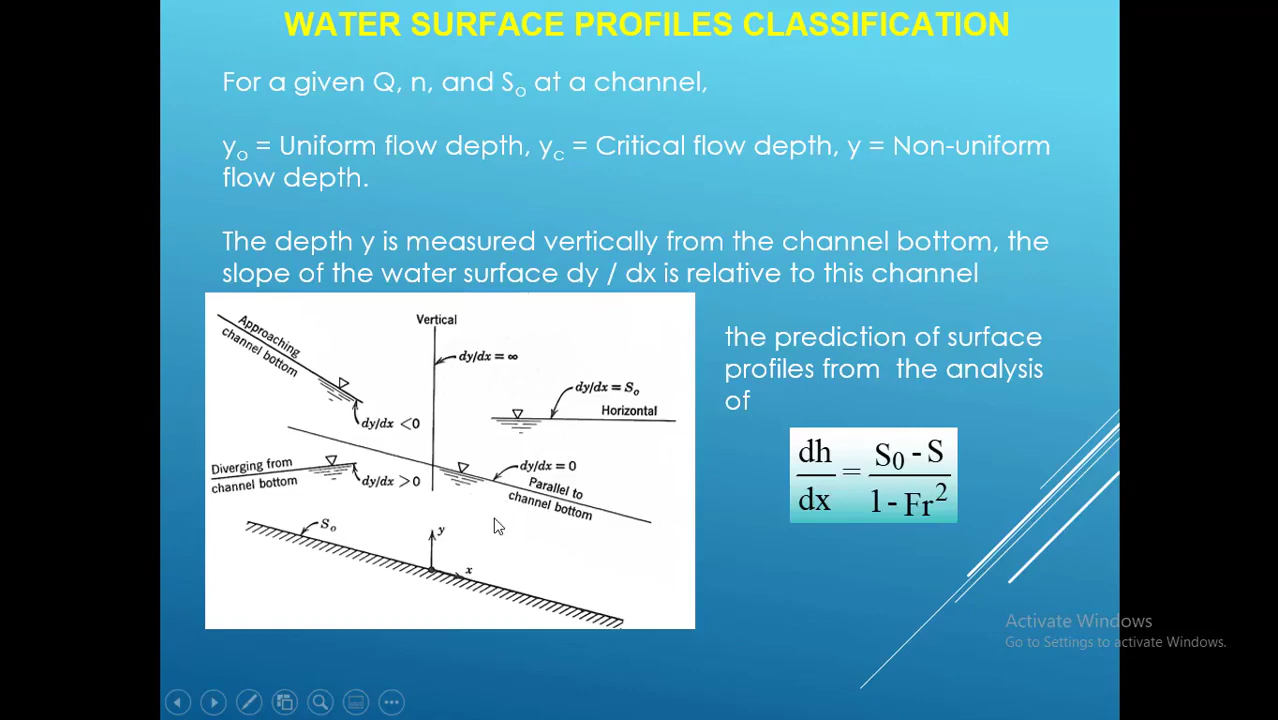 WATER SURFACE PROFILES CLASSIFICATION
For a given Q, n, and So at a channel,
yo = Uniform flow depth, yc = Critical flow depth, y = Non-uniform
flow depth.
The depth y is measured vertically from the channel bottom, the
slope of the water surface dy / dx is relative to this channel
Approaching
channel bottom
dy/dx < 0
Vertical
dy/dx = ∞
dy/dx = So
Horizontal
Diverging from
channel bottom
dy/dx > 0
dy/dx = 0
Parallel to
channel bottom
So
y
x
the prediction of surface
profiles from the analysis
of
dh/dx = S0 - S / 1 - Fr2
Activate Windows
Go to Settings to activate Windows.